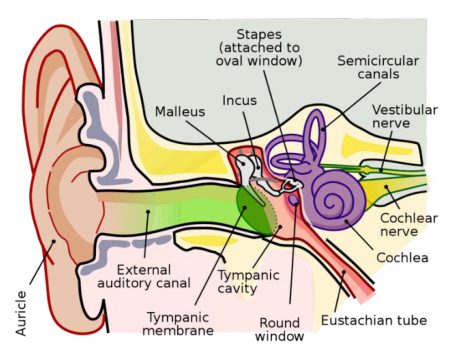 Stapes
(attached to
oval window)
Semicircular
canals
Incus
Malleus
Vestibular
nerve
Cochlear
nerve
Cochlea
External
auditory canal
Tympanic
cavity
Tympanic
membrane
Round
window
Eustachian tube
Auricle